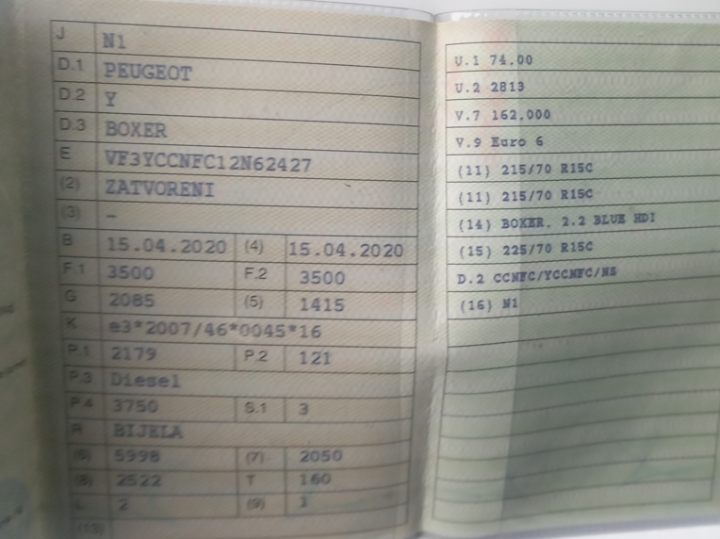 J N1
D.1 PEUGEOT
D.2 Y
D.3 BOXER
E VF3YCCNFC12N62427
(2) ZATVORENI
(3) -
B 15.04.2020 (4) 15.04.2020
F.1 3500 F.2 3500
G 2085 (5) 1415
K e3*2007/46*0045*16
P.1 2179 P.2 121
P.3 Diesel
P.4 3750 S.1 3
R BIJELA
(6) 5998 (7) 2050
(8) 2522 T 160
L 2 (9) 1
(13)
U.1 74.00
U.2 2813
V.7 162,000
V.9 Euro 6
(11) 215/70 R15C
(11) 215/70 R15C
(14) BOXER, 2.2 BLUE HDI
(15) 225/70 R15C
D.2 CCNFC/YCCNFC/NS
(16) N1